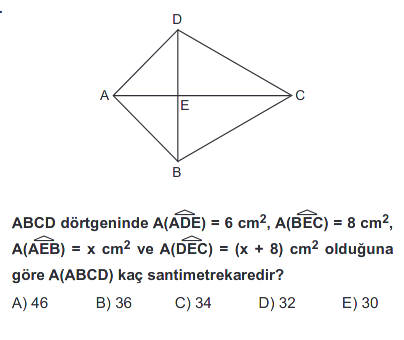 D
A
C
E
B
ABCD dörtgeninde A(ADE) = 6 cm², A(BEC) = 8 cm²,
A(AEB) = x cm² ve A(DEC) = (x + 8) cm² olduğuna
göre A(ABCD) kaç santimetrekaredir?
A) 46 B) 36 C) 34 D) 32 E) 30